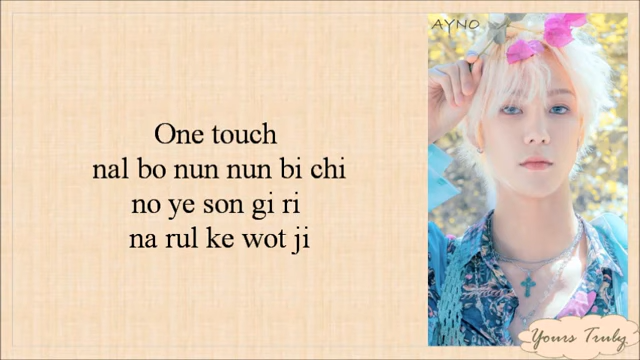 AYNO
One touch
nal bo nun nun bi chi
no ye son gi ri
na rul ke wot ji
Yours Truly